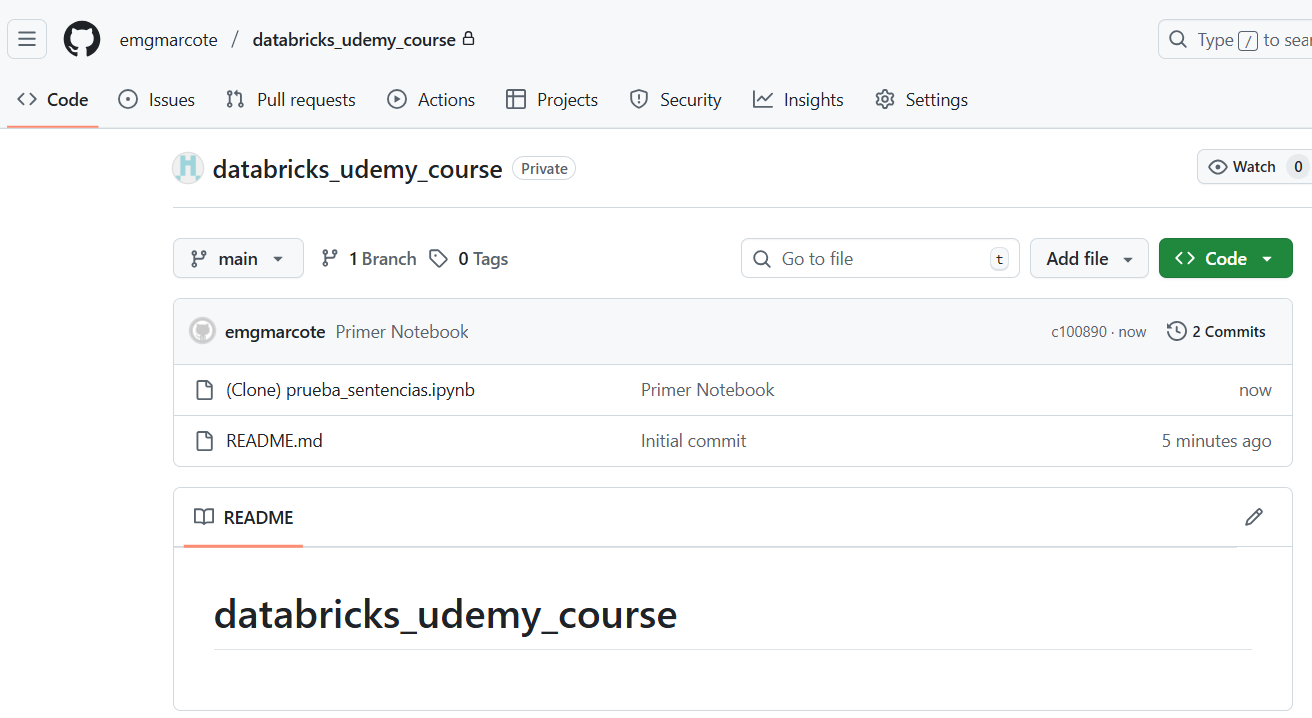 emgmarcote / databricks_udemy_course
Type / to sear
Code Issues Pull requests Actions Projects Security Insights Settings
databricks_udemy_course Private
Watch 0
main 1 Branch 0 Tags Go to file t Add file Code
emgmarcote Primer Notebook c100890 · now 2 Commits
(Clone) prueba_sentencias.ipynb Primer Notebook now
README.md Initial commit 5 minutes ago
README
databricks_udemy_course